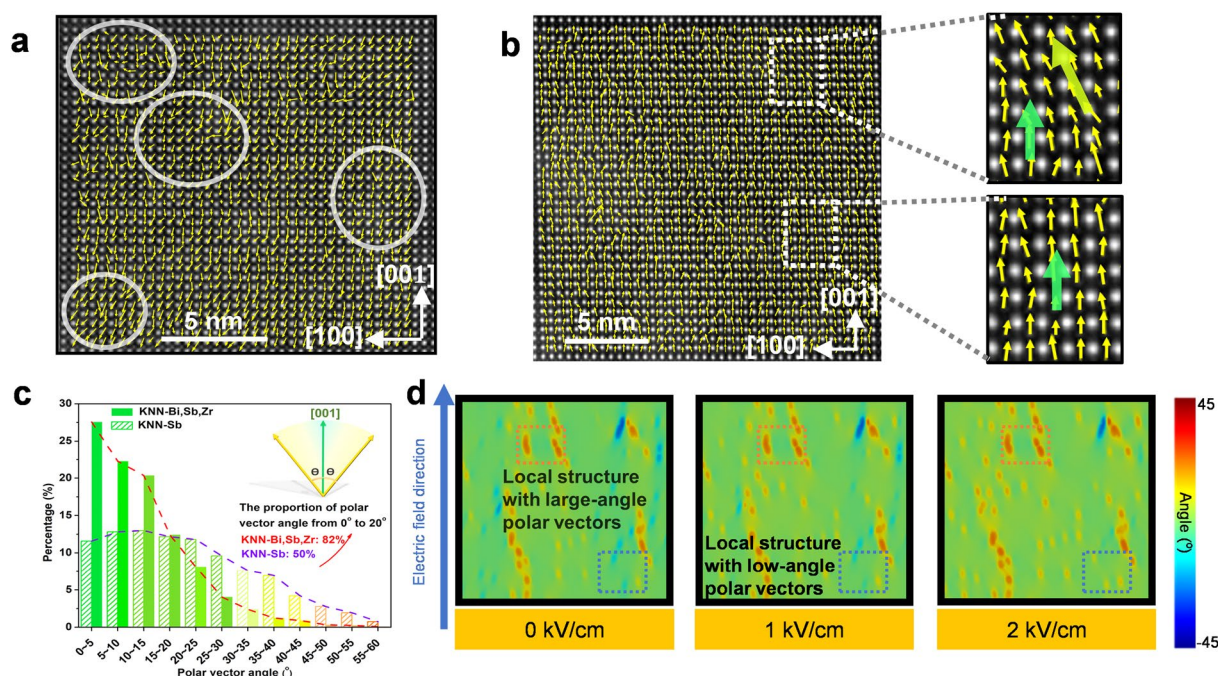 a
[001]
5 nm
[100]
b
[001]
5 nm
[100]
c
30
25
20
15
10
5
0
Percentage (%)
KNN-Bi,Sb,Zr
KNN-Sb
[001]
Θ Θ
The proportion of polar
vector angle from 0° to 20°
KNN-Bi,Sb,Zr: 82%
KNN-Sb: 50%
0~5
5~10
10~15
15~20
20~25
25~30
30~35
35~40
40~45
45~50
50~55
55~60
Polar vector angle (°)
d
Electric field direction
Local structure
with large-angle
polar vectors
Local structure
with low-angle
polar vectors
0 kV/cm
1 kV/cm
2 kV/cm
45
Angle (°)
-45